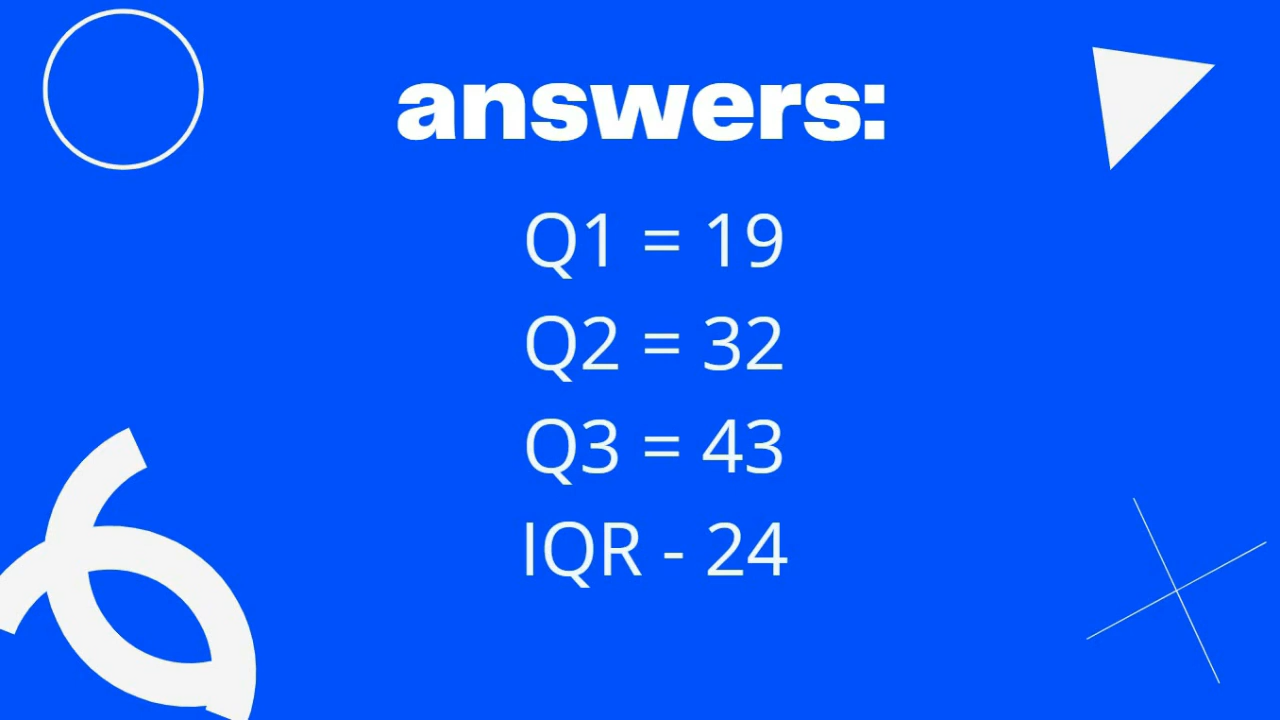 answers:
Q1 = 19
Q2 = 32
Q3 = 43
IQR - 24